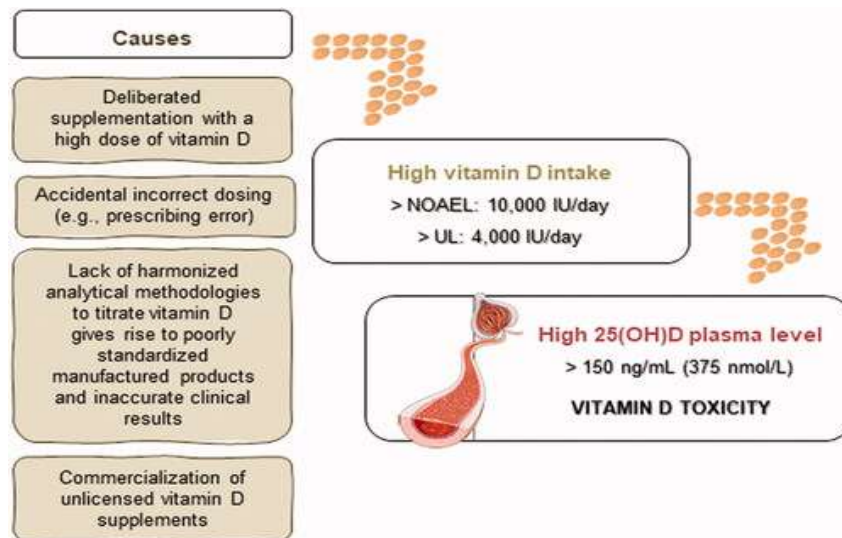 Causes
Deliberated
supplementation with a
high dose of vitamin D
Accidental incorrect dosing
(e.g., prescribing error)
Lack of harmonized
analytical methodologies
to titrate vitamin D
gives rise to poorly
standardized
manufactured products
and inaccurate clinical
results
Commercialization of
unlicensed vitamin D
supplements
High vitamin D intake
> NOAEL: 10,000 IU/day
> UL: 4,000 IU/day
High 25(OH)D plasma level
> 150 ng/mL (375 nmol/L)
VITAMIN D TOXICITY